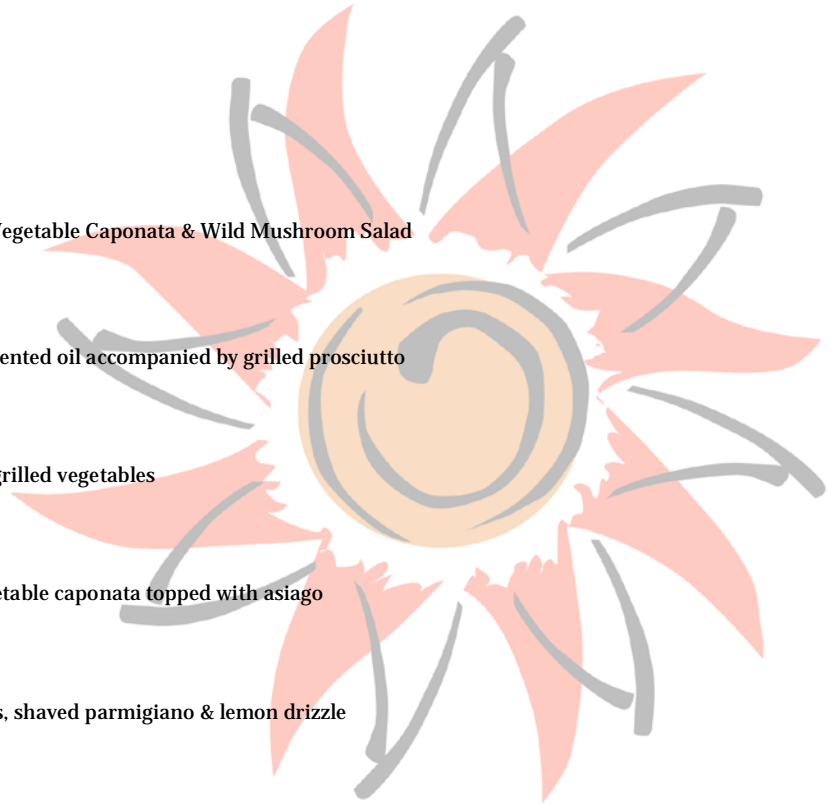 Vegetable Caponata & Wild Mushroom Salad
ented oil accompanied by grilled prosciutto
grilled vegetables
etable caponata topped with asiago
s, shaved parmigiano & lemon drizzle